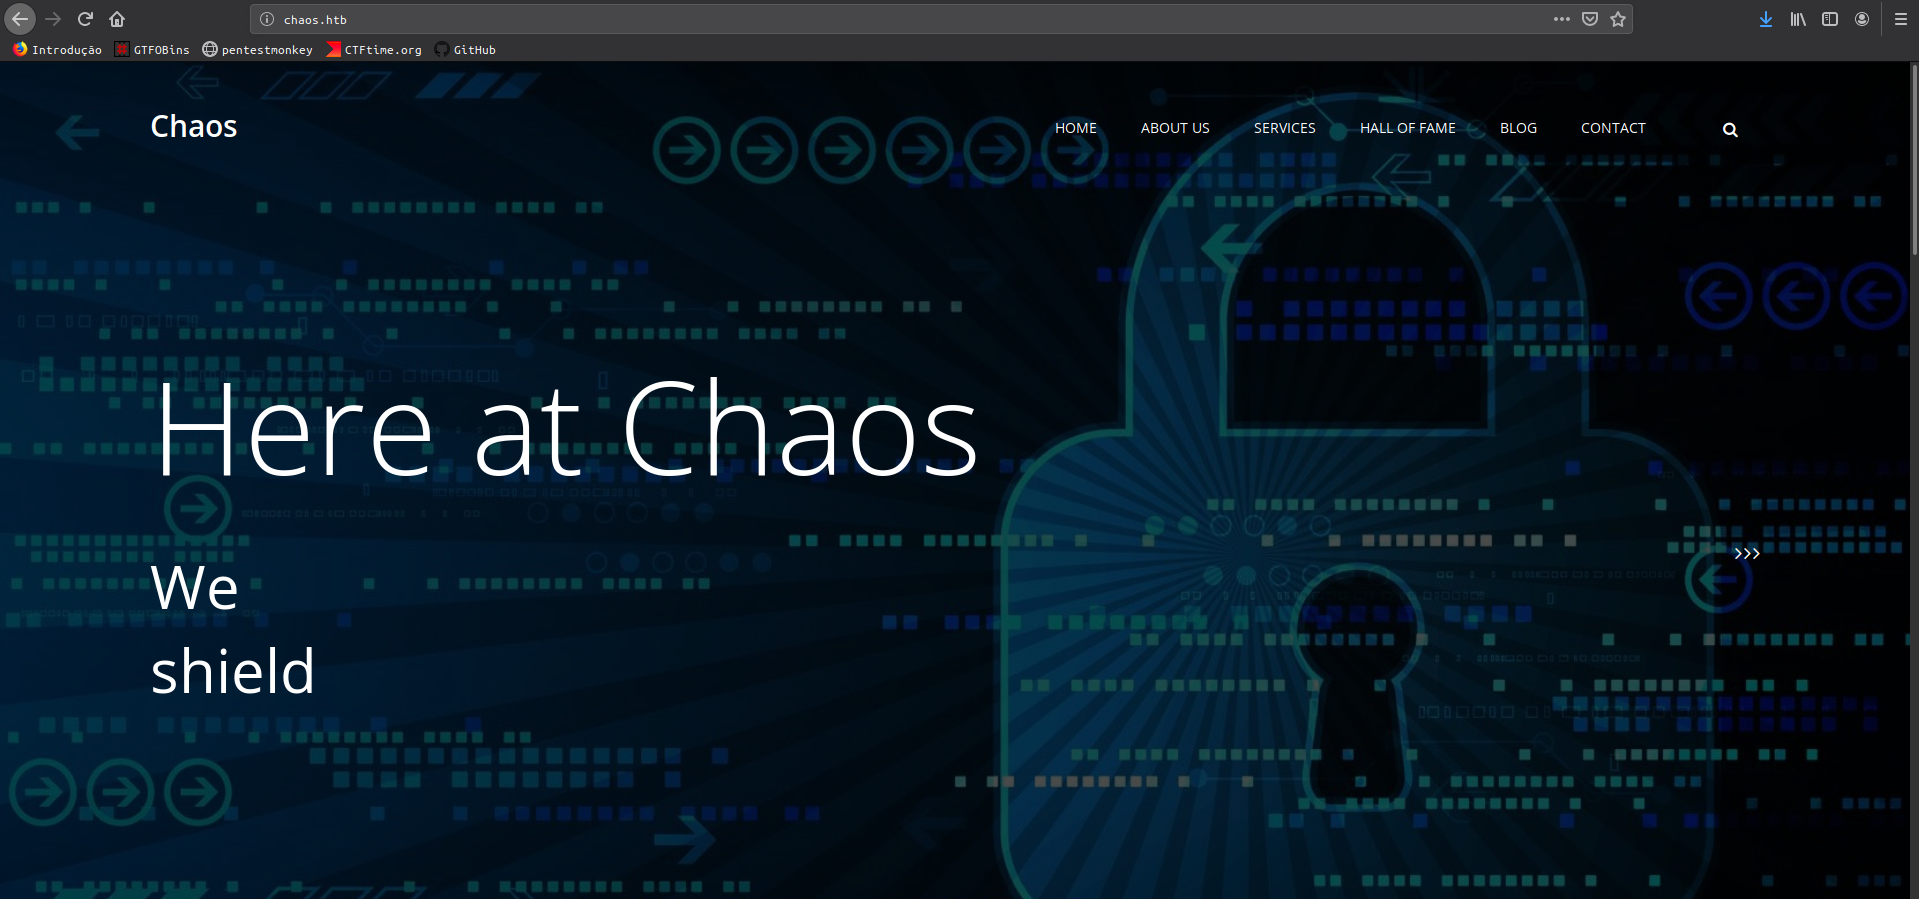 chaos.htb
Introdução GTFOBins pentestmonkey CTFtime.org GitHub
Chaos HOME ABOUT US SERVICES HALL OF FAME BLOG CONTACT
Here at Chaos
We
shield
>>>